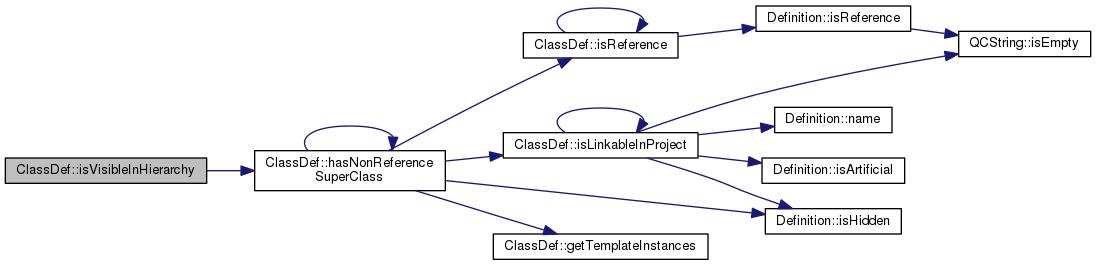 ClassDef::isVisibleInHierarchy
ClassDef::hasNonReference
SuperClass
ClassDef::isReference
ClassDef::isLinkableInProject
ClassDef::getTemplateInstances
Definition::isReference
Definition::name
Definition::isArtificial
Definition::isHidden
QCString::isEmpty